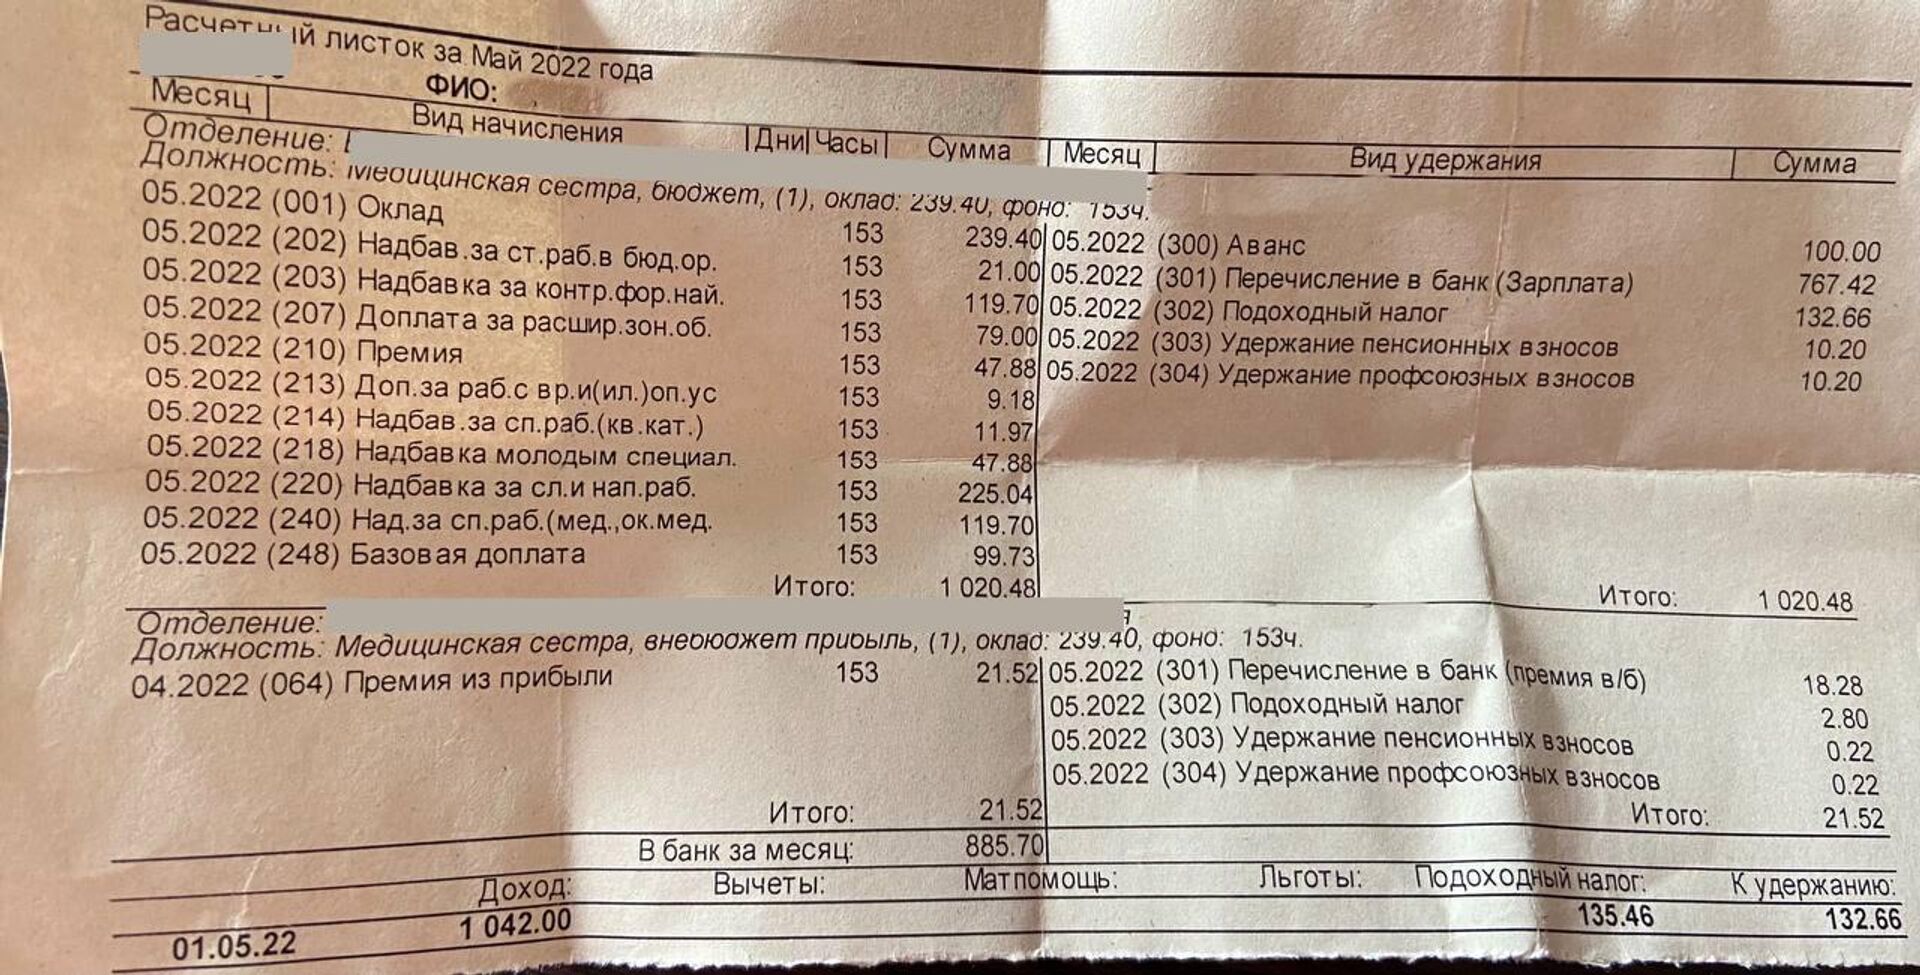 Расчетный листок за Май 2022 года
ФИО:
Месяц | Вид начисления | Дни | Часы | Сумма | Месяц | Вид удержания | Сумма
Отделение:
Должность: Медицинская сестра, бюджет, (1), оклад: 239.40, фонд: 153ч.
05.2022 (001) Оклад 153 239.40 05.2022 (300) Аванс 100.00
05.2022 (202) Надбав.за ст.раб.в бюд.ор. 153 21.00 05.2022 (301) Перечисление в банк (Зарплата) 767.42
05.2022 (203) Надбавка за контр.фор.най. 153 119.70 05.2022 (302) Подоходный налог 132.66
05.2022 (207) Доплата за расшир.зон.об. 153 79.00 05.2022 (303) Удержание пенсионных взносов 10.20
05.2022 (210) Премия 153 47.88 05.2022 (304) Удержание профсоюзных взносов 10.20
05.2022 (213) Доп.за раб.с вр.и(ил.)оп.ус 153 9.18
05.2022 (214) Надбав.за сп.раб.(кв.кат.) 153 11.97
05.2022 (218) Надбавка молодым специал. 153 47.88
05.2022 (220) Надбавка за сл.и нап.раб. 153 225.04
05.2022 (240) Над.за сп.раб.(мед.,ок.мед. 153 119.70
05.2022 (248) Базовая доплата 153 99.73
Итого: 1 020.48 Итого: 1 020.48
Отделение:
Должность: Медицинская сестра, внебюджет прибыль, (1), оклад: 239.40, фонд: 153ч.
04.2022 (064) Премия из прибыли 153 21.52 05.2022 (301) Перечисление в банк (премия в/б) 18.28
05.2022 (302) Подоходный налог 2.80
05.2022 (303) Удержание пенсионных взносов 0.22
05.2022 (304) Удержание профсоюзных взносов 0.22
Итого: 21.52 Итого: 21.52
В банк за месяц: 885.70
Доход: Вычеты: Матпомощь: Льготы: Подоходный налог: К удержанию:
01.05.22 1 042.00 135.46 132.66